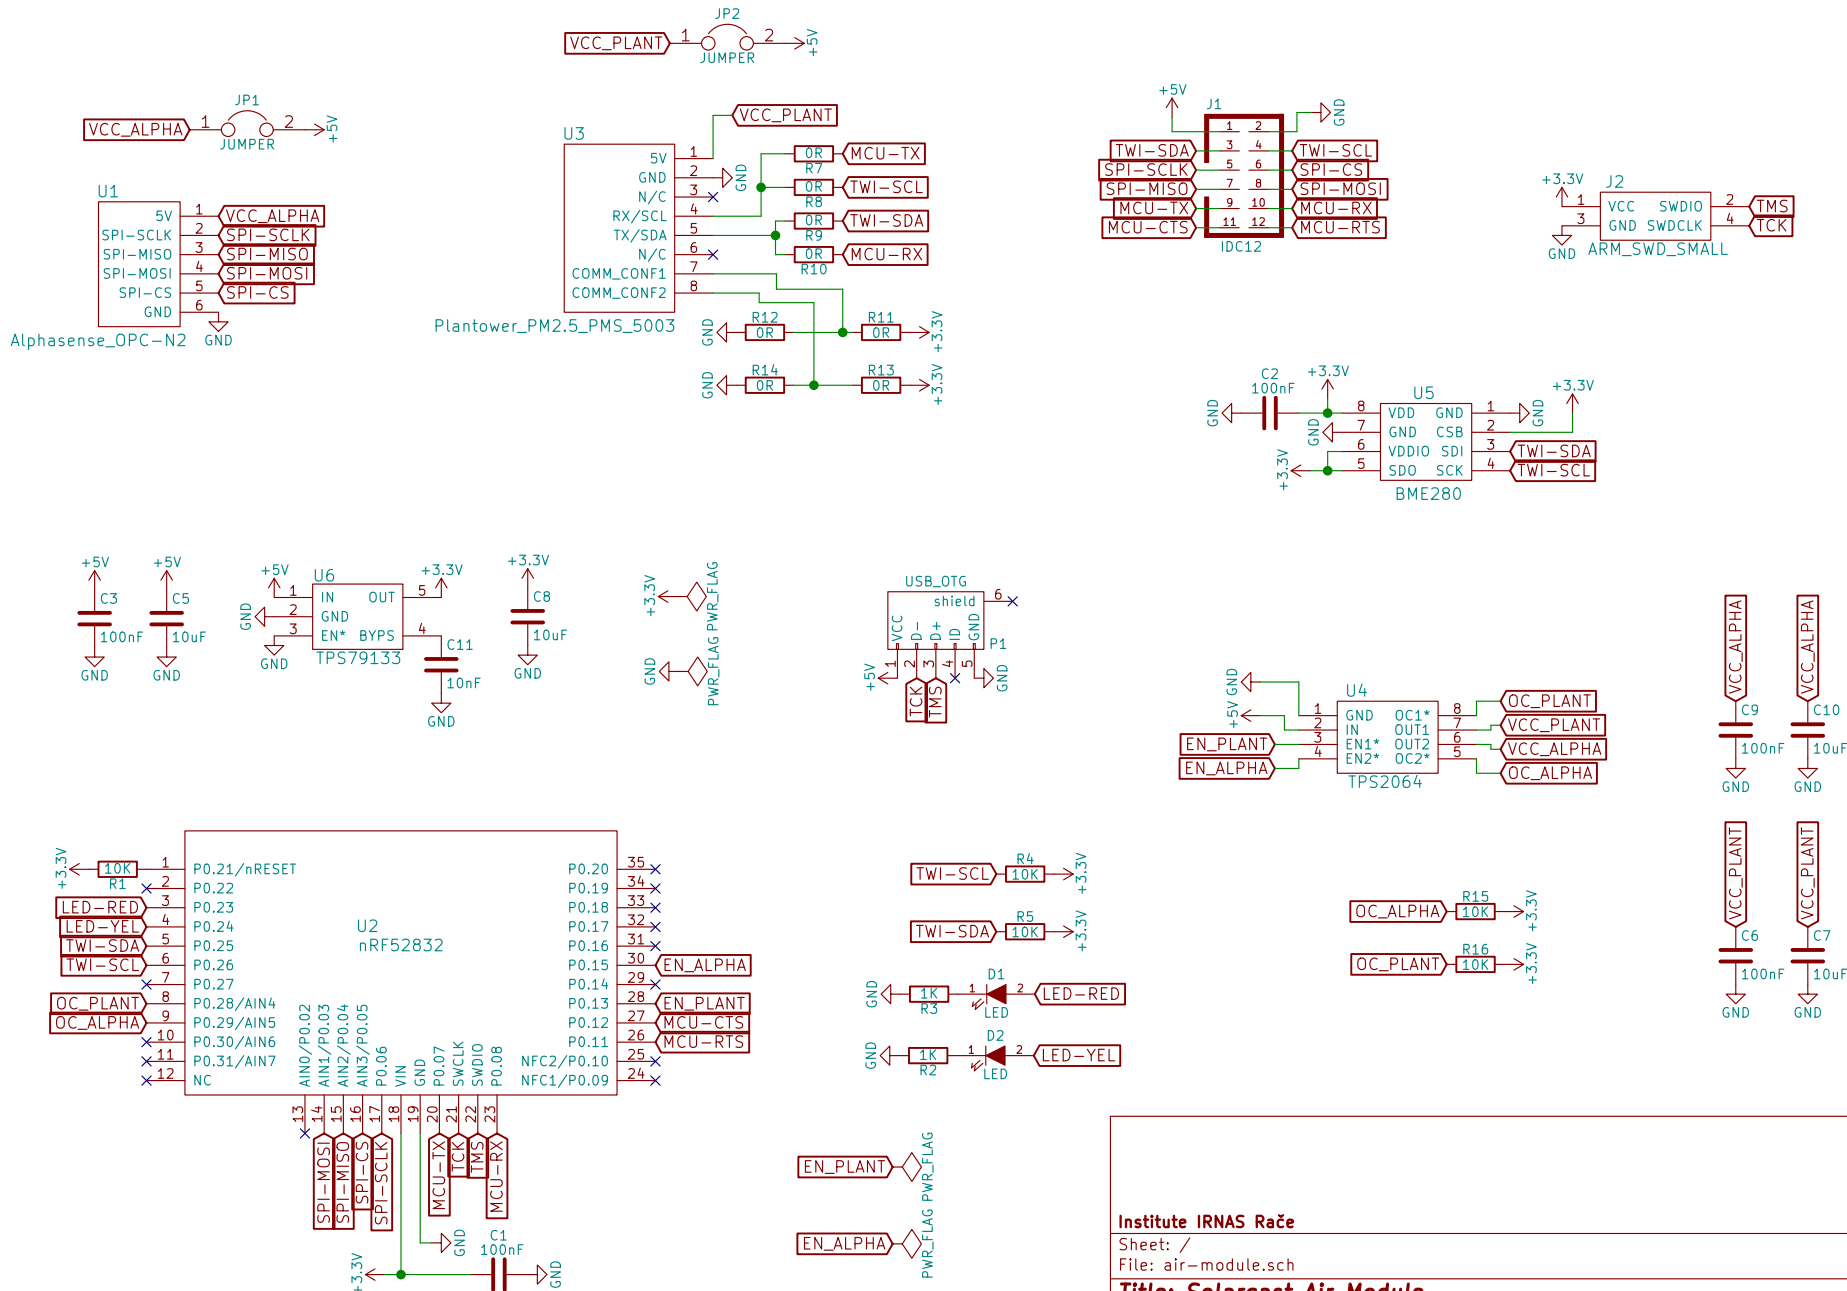 JP2
VCC_PLANT 1 2 +5V
JUMPER
JP1
VCC_ALPHA 1 2 +5V
JUMPER
U1
5V 1 VCC_ALPHA
SPI-SCLK 2 SPI-SCLK
SPI-MISO 3 SPI-MISO
SPI-MOSI 4 SPI-MOSI
SPI-CS 5 SPI-CS
GND 6
Alphasense_OPC-N2 GND
U3
VCC_PLANT
5V 1
GND 2 GND
N/C 3
RX/SCL 4
TX/SDA 5
N/C 6
COMM_CONF1 7
COMM_CONF2 8
Plantower_PM2.5_PMS_5003
0R MCU-TX
R7
0R TWI-SCL
R8
0R TWI-SDA
R9
0R MCU-RX
R10
R12 R11
GND 0R 0R +3.3V
R14 R13
GND 0R 0R +3.3V
+5V J1 GND
1 2
TWI-SDA 3 4 TWI-SCL
SPI-SCLK 5 6 SPI-CS
SPI-MISO 7 8 SPI-MOSI
MCU-TX 9 10 MCU-RX
MCU-CTS 11 12 MCU-RTS
IDC12
+3.3V J2
1 VCC SWDIO 2 TMS
3 GND SWDCLK 4 TCK
GND ARM_SWD_SMALL
C2 +3.3V
100nF
GND
U5 +3.3V
8 VDD GND 1 GND
GND 7 GND CSB 2
6 VDDIO SDI 3 TWI-SDA
+3.3V 5 SDO SCK 4 TWI-SCL
BME280
+5V
C3
100nF
GND
+5V
C5
10uF
GND
+5V U6 +3.3V
1 IN OUT 5
GND 2 GND
3 EN* BYPS 4
GND TPS79133
C11
10nF
GND
+3.3V
C8
10uF
GND
+3.3V PWR_FLAG
GND PWR_FLAG
USB_OTG
shield 6
VCC D- D+ ID GND
P1
1 2 3 4 5
+5V TCK TMS GND
GND U4
+5V 1 GND OC1* 8 OC_PLANT
2 IN OUT1 7 VCC_PLANT
EN_PLANT 3 EN1* OUT2 6 VCC_ALPHA
EN_ALPHA 4 EN2* OC2* 5 OC_ALPHA
TPS2064
VCC_ALPHA
C9
100nF
GND
VCC_ALPHA
C10
10uF
GND
VCC_PLANT
C6
100nF
GND
VCC_PLANT
C7
10uF
GND
+3.3V 10K 1 P0.21/nRESET
R1
2 P0.22
LED-RED 3 P0.23
LED-YEL 4 P0.24
TWI-SDA 5 P0.25
TWI-SCL 6 P0.26
7 P0.27
OC_PLANT 8 P0.28/AIN4
OC_ALPHA 9 P0.29/AIN5
10 P0.30/AIN6
11 P0.31/AIN7
12 NC
U2
nRF52832
P0.20 35
P0.19 34
P0.18 33
P0.17 32
P0.16 31
P0.15 30 EN_ALPHA
P0.14 29
P0.13 28 EN_PLANT
P0.12 27 MCU-CTS
P0.11 26 MCU-RTS
NFC2/P0.10 25
NFC1/P0.09 24
AIN0/P0.02 AIN1/P0.03 AIN2/P0.04 AIN3/P0.05 P0.06 VIN GND P0.07 SWCLK SWDIO P0.08
13 14 15 16 17 18 19 20 21 22 23
SPI-MOSI SPI-MISO SPI-CS SPI-SCLK MCU-TX TCK TMS MCU-RX
GND
C1
100nF
+3.3V GND
R4
TWI-SCL 10K +3.3V
R5
TWI-SDA 10K +3.3V
D1
GND 1K 1 2 LED-RED
R3 LED
D2
GND 1K 1 2 LED-YEL
R2 LED
R15
OC_ALPHA 10K +3.3V
R16
OC_PLANT 10K +3.3V
EN_PLANT PWR_FLAG
EN_ALPHA PWR_FLAG
Institute IRNAS Rače
Sheet: /
File: air-module.sch
Title: Solarcast Air Module